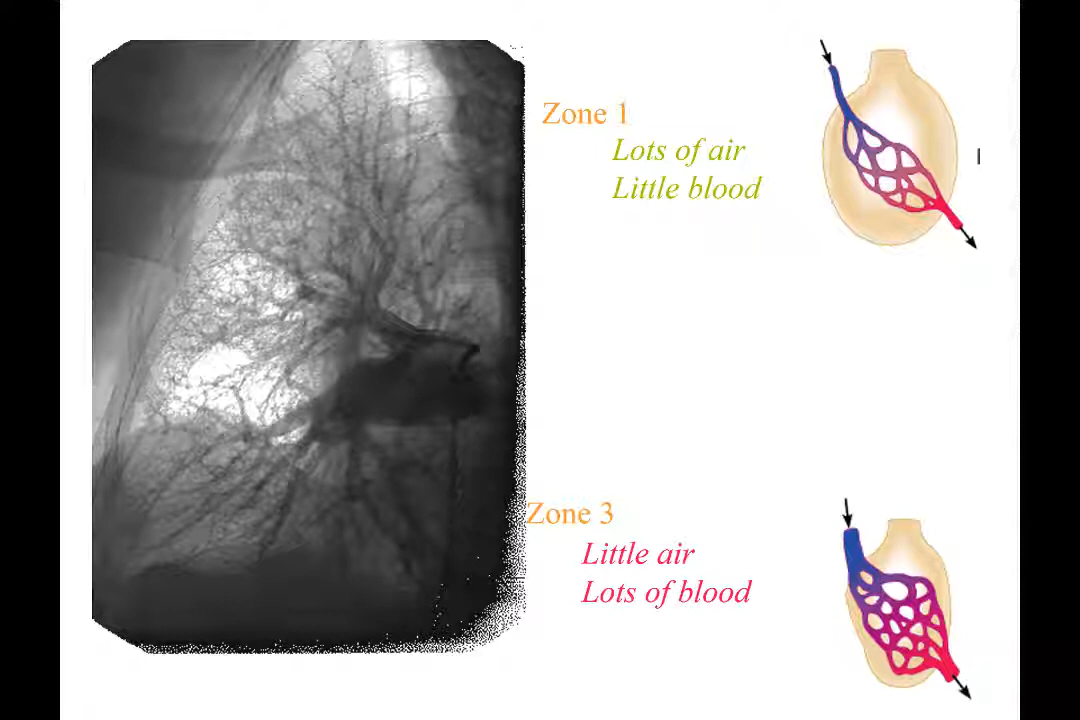 Zone 1
Lots of air
Little blood
Zone 3
Little air
Lots of blood